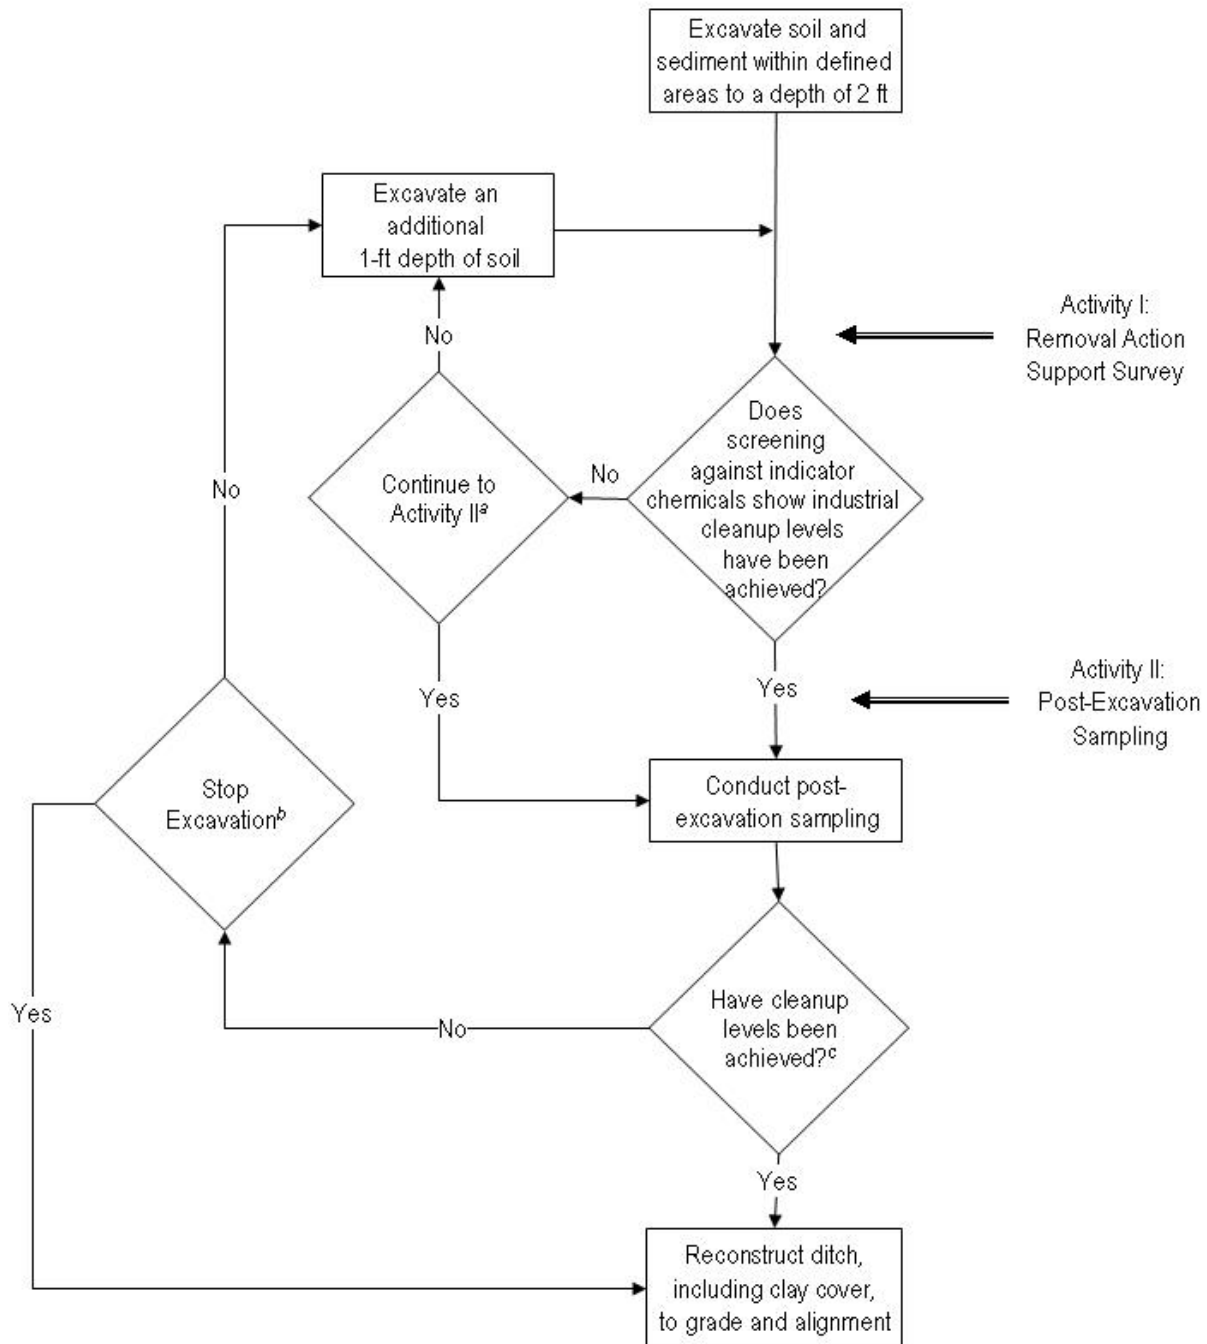 Excavate soil and
sediment within defined
areas to a depth of 2 ft
Excavate an
additional
1-ft depth of soil
Activity I:
Removal Action
Support Survey
No
Does
screening
against indicator
chemicals show industrial
cleanup levels
have been
achieved?
No
Continue to
Activity IIᵃ
No
Yes
Yes
Activity II:
Post-Excavation
Sampling
Stop
Excavationᵇ
Conduct post-
excavation sampling
Yes
No
Have cleanup
levels been
achieved?ᶜ
Yes
Reconstruct ditch,
including clay cover,
to grade and alignment